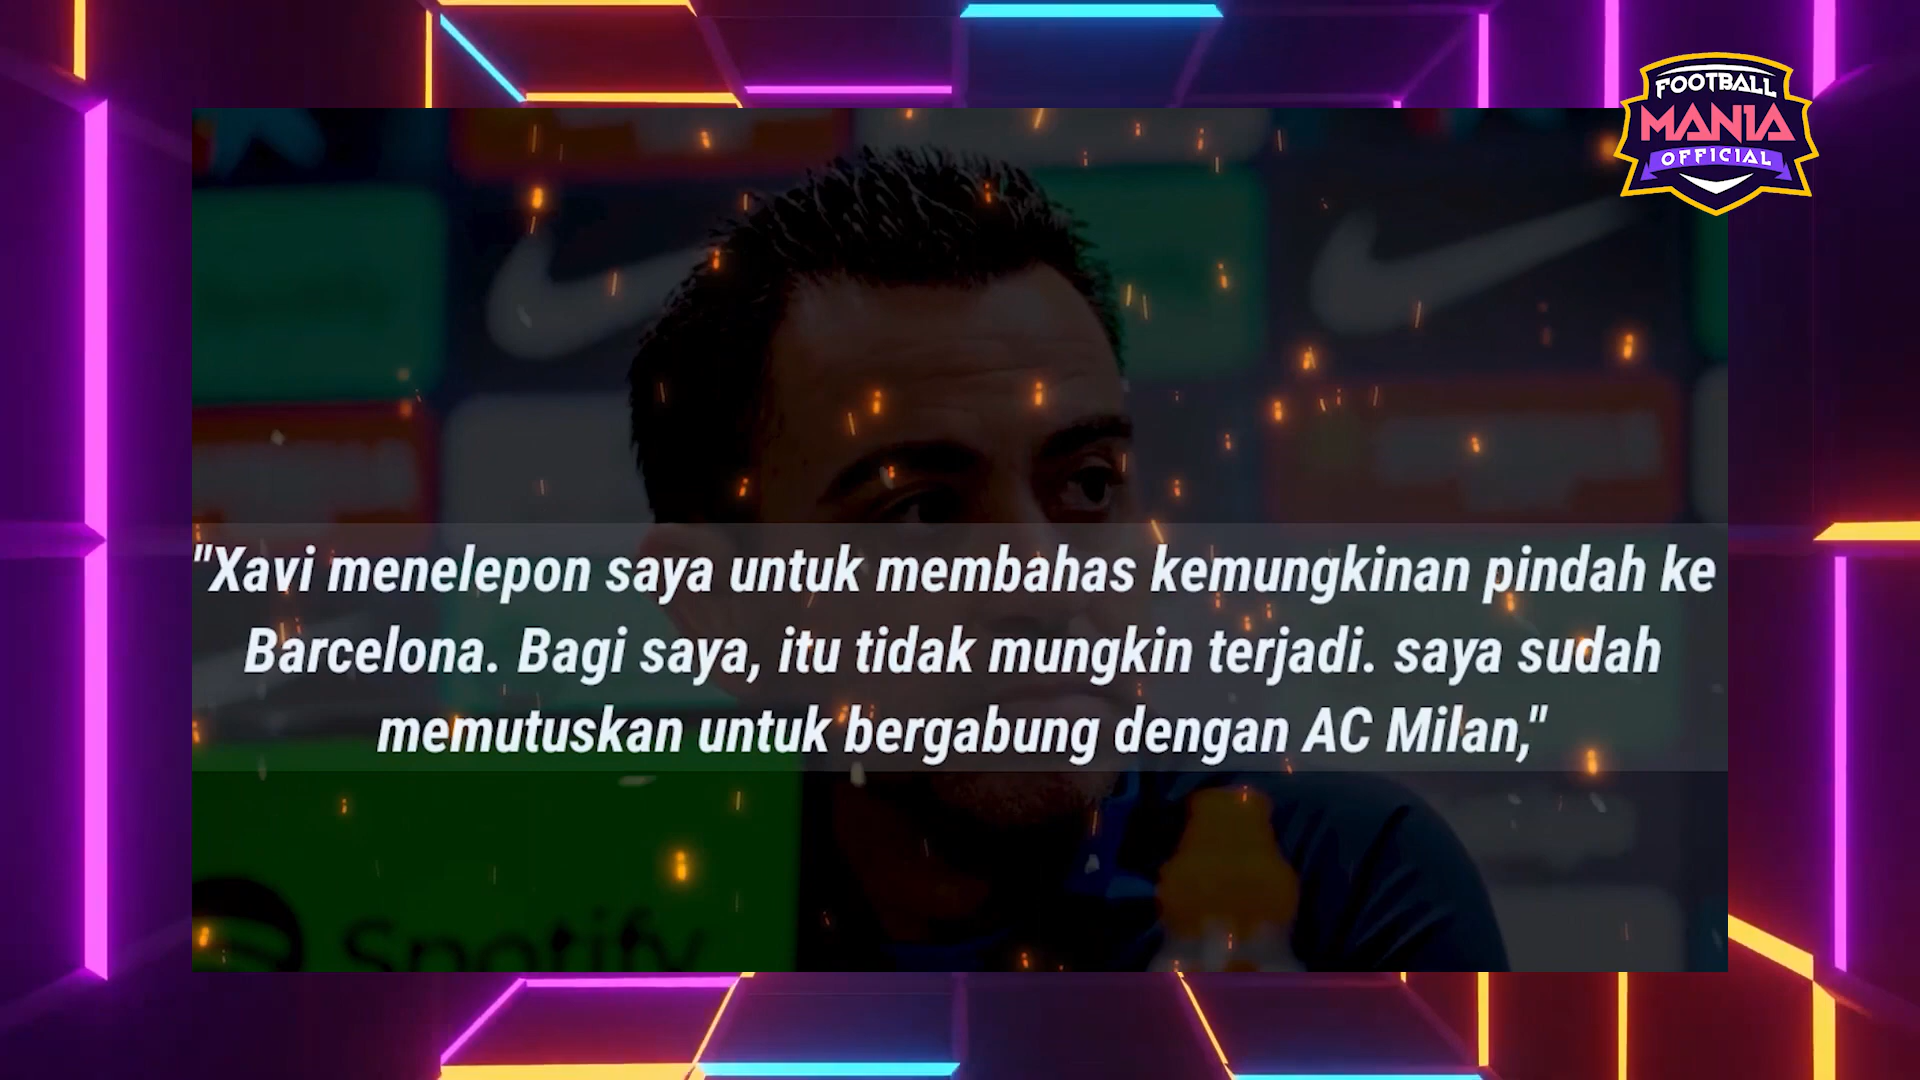 FOOTBALL
MANIA
OFFICIAL
"Xavi menelepon saya untuk membahas kemungkinan pindah ke
Barcelona. Bagi saya, itu tidak mungkin terjadi. saya sudah
memutuskan untuk bergabung dengan AC Milan,"
Spotify